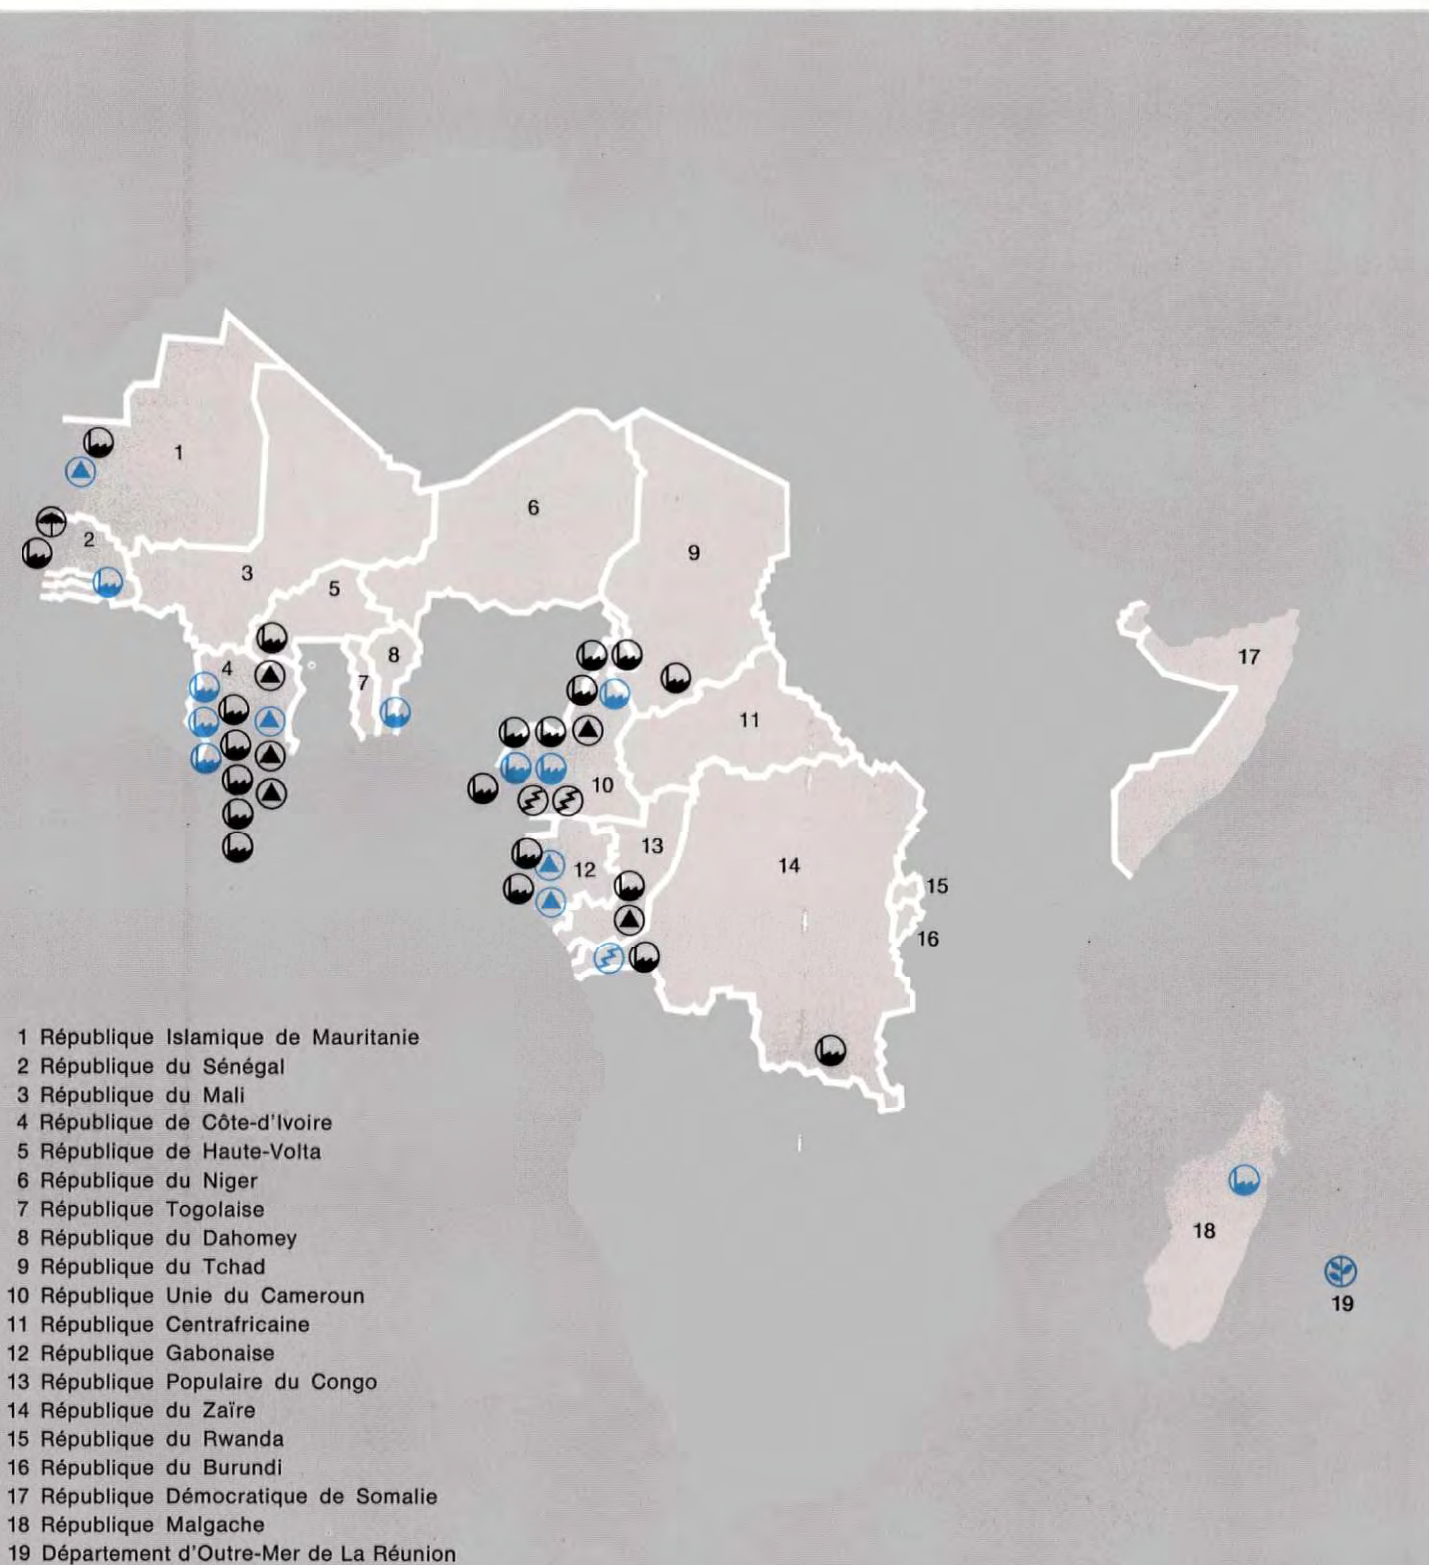 1
2
3
4
5
6
7
8
9
10
11
12
13
14
15
16
17
18
19
1 République Islamique de Mauritanie
2 République du Sénégal
3 République du Mali
4 République de Côte-d'Ivoire
5 République de Haute-Volta
6 République du Niger
7 République Togolaise
8 République du Dahomey
9 République du Tchad
10 République Unie du Cameroun
11 République Centrafricaine
12 République Gabonaise
13 République Populaire du Congo
14 République du Zaïre
15 République du Rwanda
16 République du Burundi
17 République Démocratique de Somalie
18 République Malgache
19 Département d'Outre-Mer de La Réunion